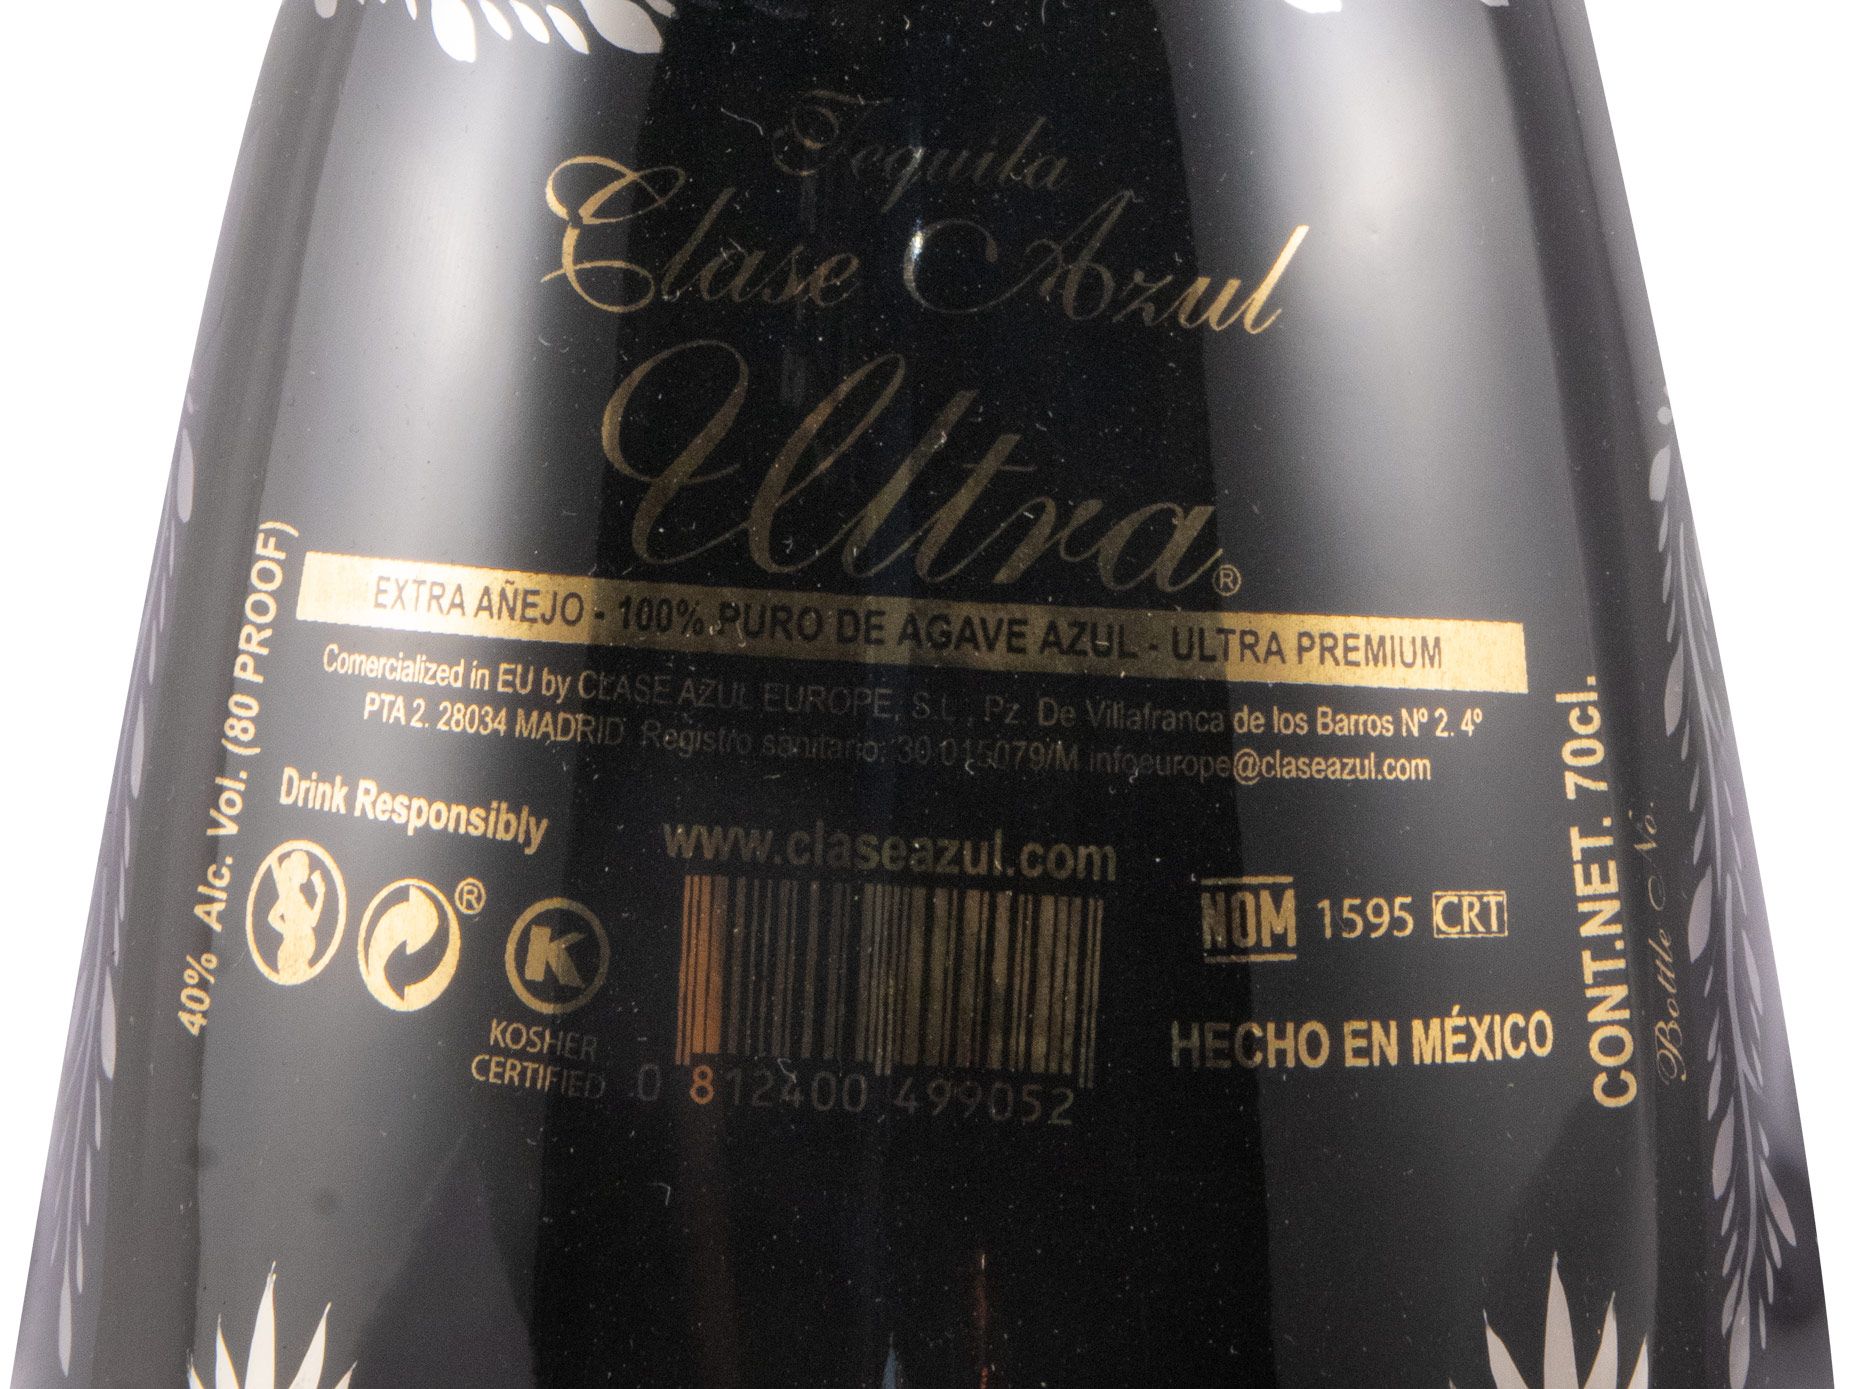 Tequila
Clase Azul
Ultra®
EXTRA AÑEJO - 100% PURO DE AGAVE AZUL - ULTRA PREMIUM
Comercialized in EU by CLASE AZUL EUROPE, S.L., Pz. De Villafranca de los Barros Nº 2. 4º
PTA 2. 28034 MADRID Registro sanitario: 30.015079/M infoeurope@claseazul.com
40% Alc. Vol. (80 PROOF)
Drink Responsibly
®
K
KOSHER
CERTIFIED
www.claseazul.com
0 812400 499052
NOM 1595 CRT
HECHO EN MÉXICO
CONT.NET. 70cl.
Bottle No.